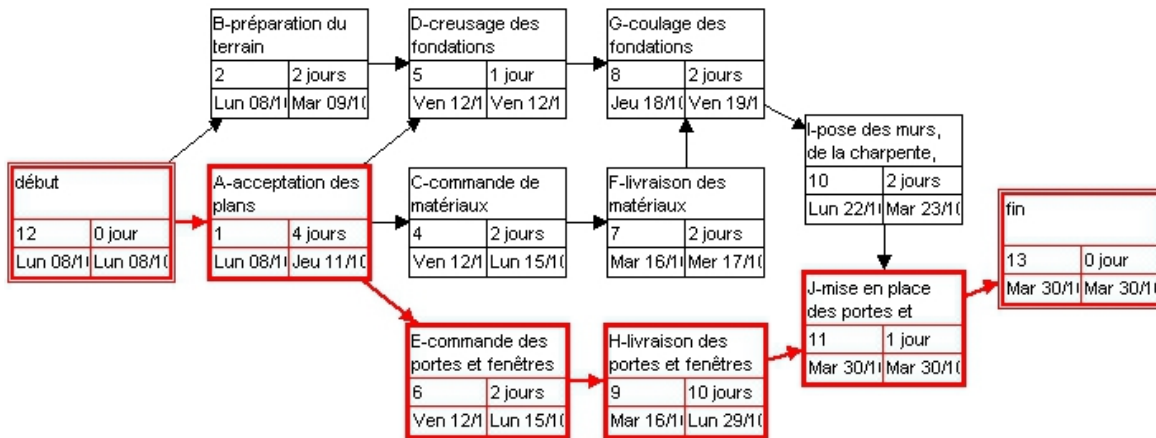 B-préparation du
terrain
2 2 jours
Lun 08/1 Mar 09/1
D-creusage des
fondations
5 1 jour
Ven 12/1 Ven 12/1
G-coulage des
fondations
8 2 jours
Jeu 18/10 Ven 19/1
I-pose des murs,
de la charpente,
10 2 jours
Lun 22/1 Mar 23/1
début
12 0 jour
Lun 08/1 Lun 08/1
A-acceptation des
plans
1 4 jours
Lun 08/1 Jeu 11/10
C-commande de
matériaux
4 2 jours
Ven 12/1 Lun 15/1
F-livraison des
matériaux
7 2 jours
Mar 16/1 Mer 17/1
fin
13 0 jour
Mar 30/1 Mar 30/1
J-mise en place
des portes et
11 1 jour
Mar 30/1 Mar 30/1
E-commande des
portes et fenêtres
6 2 jours
Ven 12/1 Lun 15/1
H-livraison des
portes et fenêtres
9 10 jours
Mar 16/1 Lun 29/1